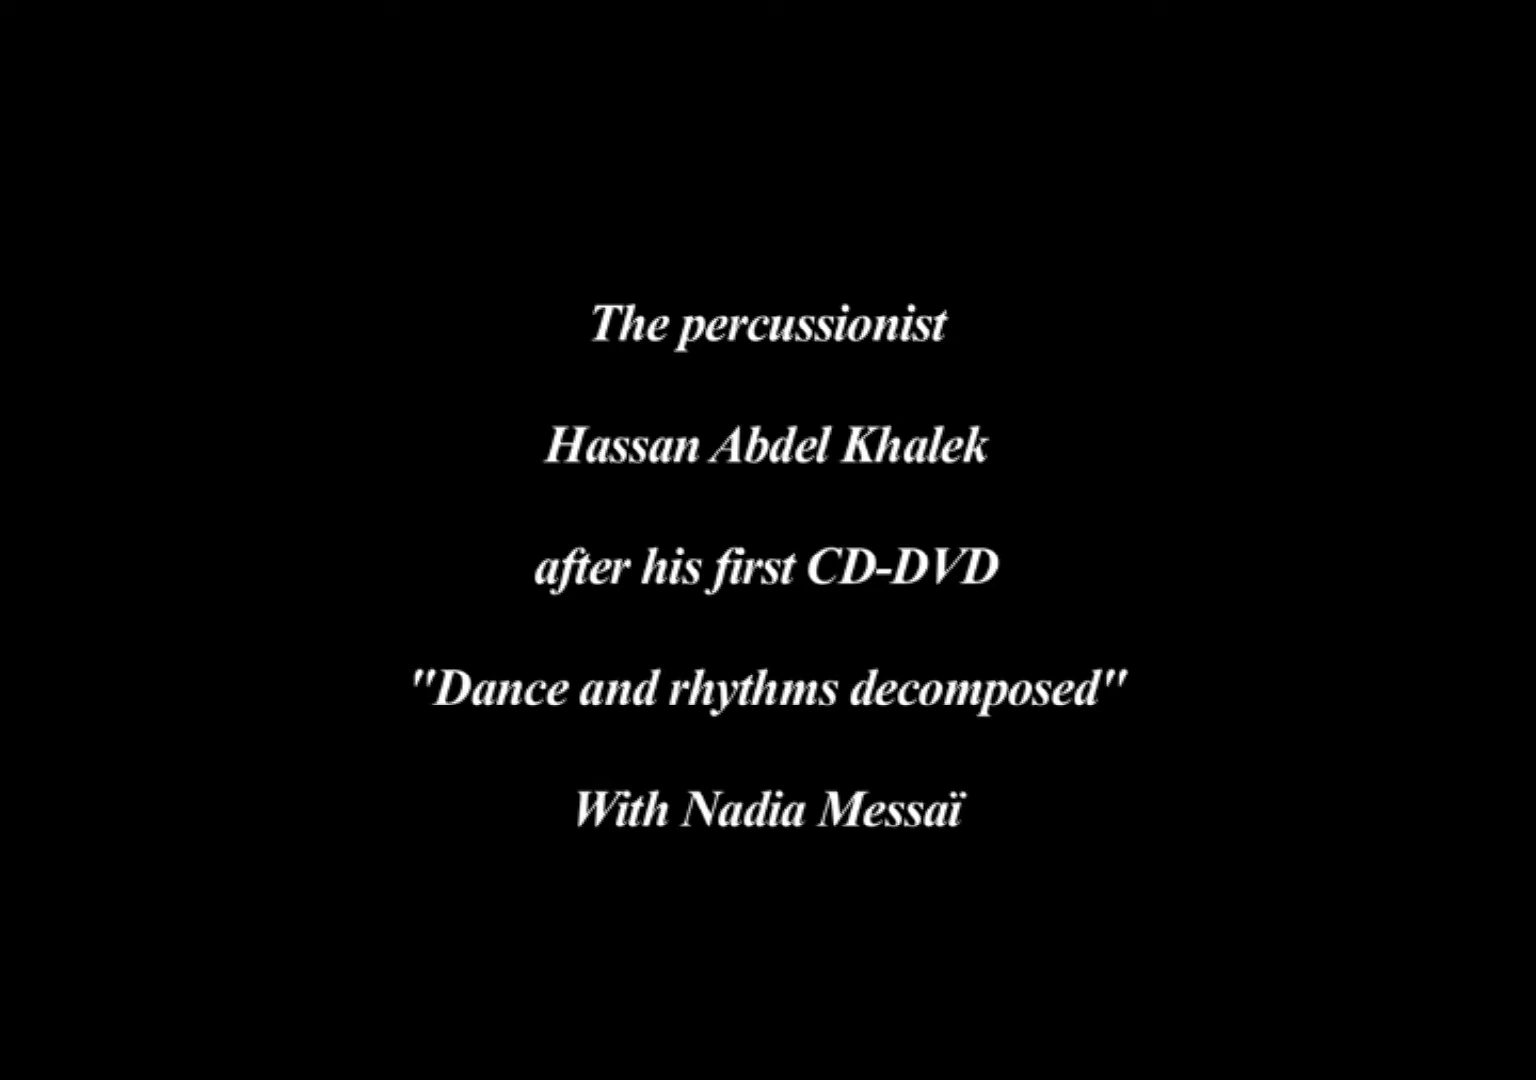 The percussionist
Hassan Abdel Khalek
after his first CD-DVD
"Dance and rhythms decomposed"
With Nadia Messaï